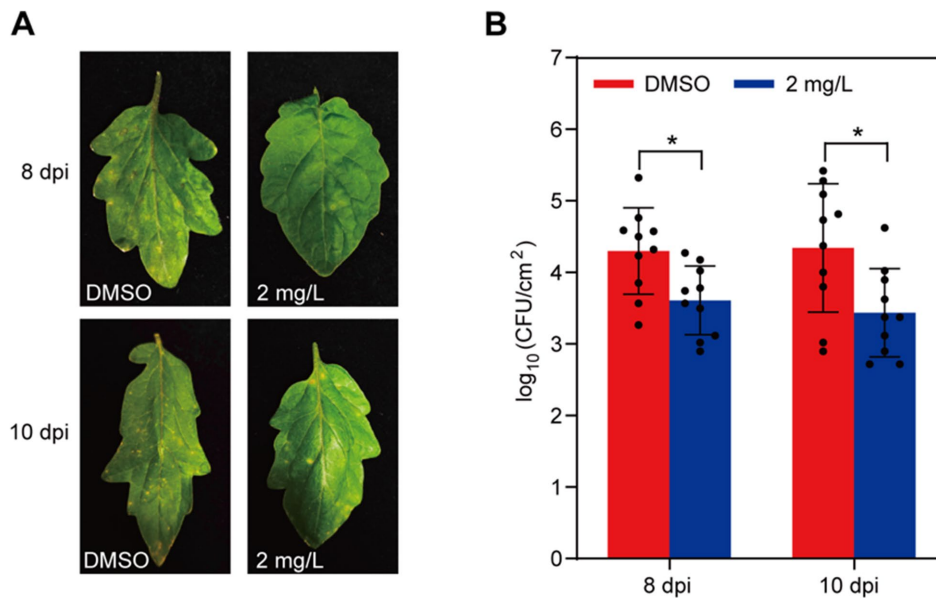 A
8 dpi
DMSO
2 mg/L
10 dpi
DMSO
2 mg/L
B
log10(CFU/cm2)
7
6
5
4
3
2
1
0
DMSO
2 mg/L
*
*
8 dpi
10 dpi